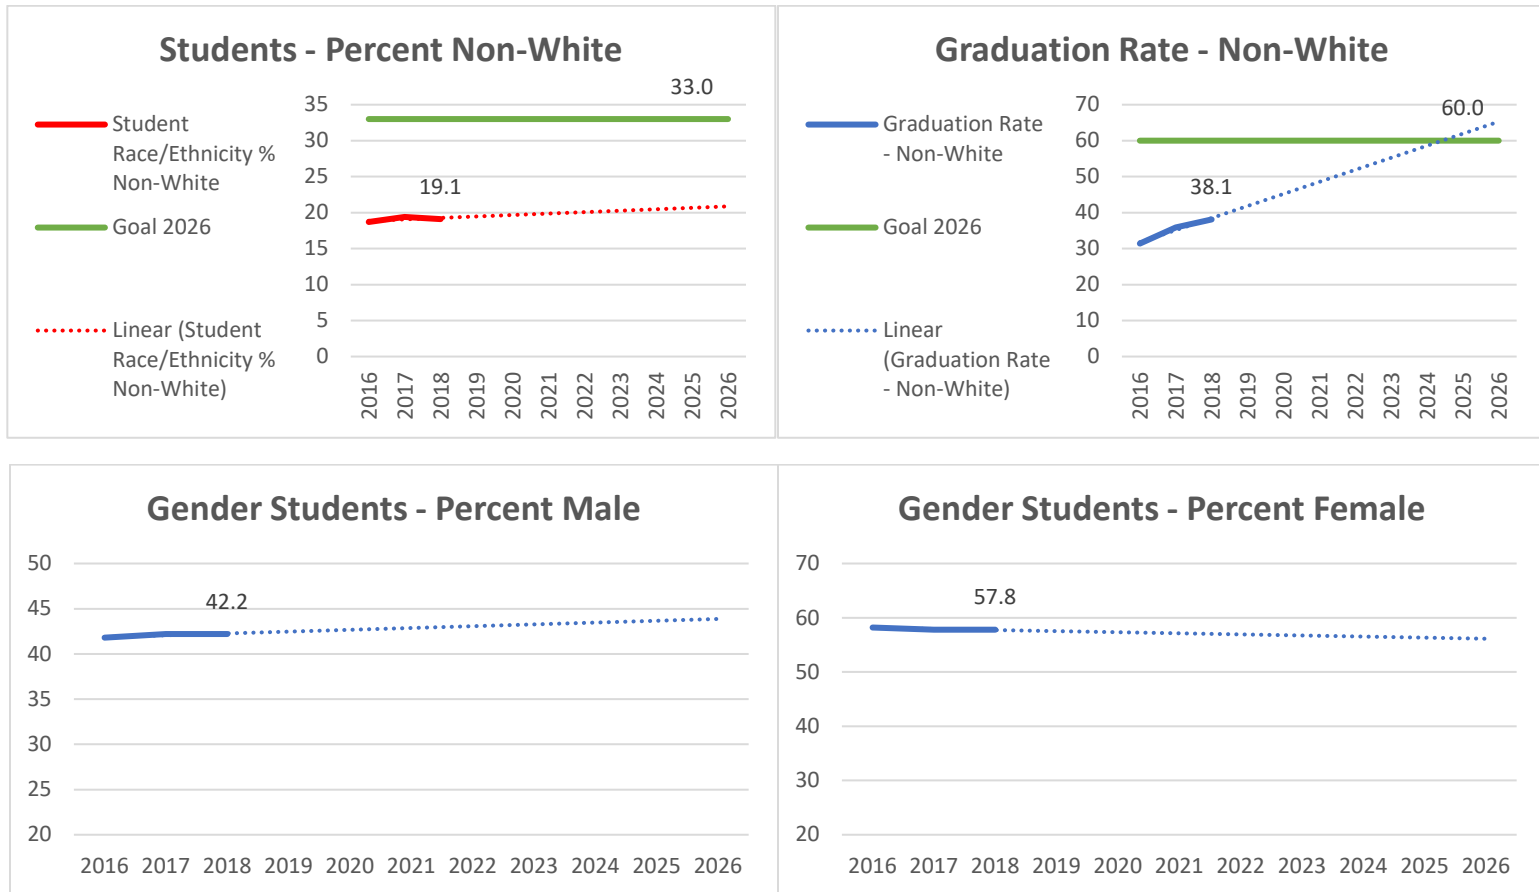 Students - Percent Non-White
33.0
35
30
25
20
15
10
5
0
19.1
Student
Race/Ethnicity %
Non-White
Goal 2026
Linear (Student
Race/Ethnicity %
Non-White)
2016 2017 2018 2019 2020 2021 2022 2023 2024 2025 2026
Graduation Rate - Non-White
70
60
50
40
30
20
10
0
60.0
38.1
Graduation Rate
- Non-White
Goal 2026
Linear
(Graduation Rate
- Non-White)
2016 2017 2018 2019 2020 2021 2022 2023 2024 2025 2026
Gender Students - Percent Male
50
45
40
35
30
25
20
42.2
2016 2017 2018 2019 2020 2021 2022 2023 2024 2025 2026
Gender Students - Percent Female
70
60
50
40
30
20
57.8
2016 2017 2018 2019 2020 2021 2022 2023 2024 2025 2026